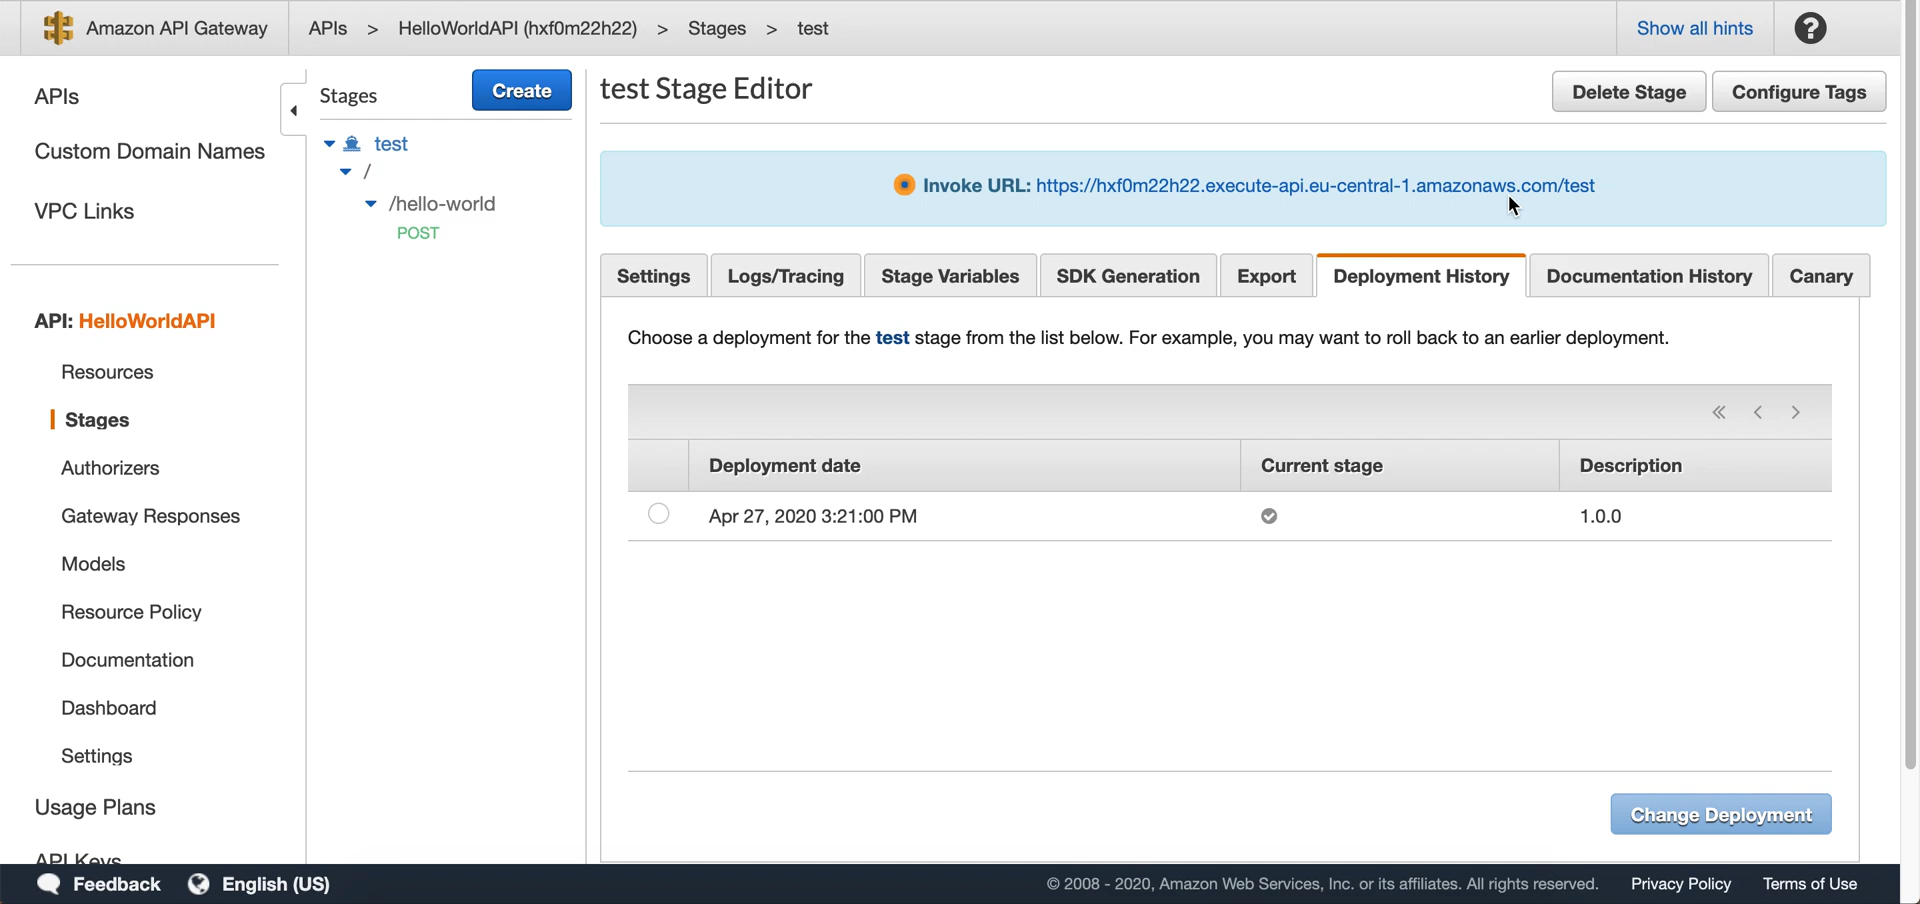 Amazon API Gateway
APIs > HelloWorldAPI (hxf0m22h22) > Stages > test
Show all hints
?
APIs
Custom Domain Names
VPC Links
API: HelloWorldAPI
Resources
Stages
Authorizers
Gateway Responses
Models
Resource Policy
Documentation
Dashboard
Settings
Usage Plans
API Keys
Stages
Create
test
/
/hello-world
POST
test Stage Editor
Delete Stage
Configure Tags
Invoke URL: https://hxf0m22h22.execute-api.eu-central-1.amazonaws.com/test
Settings
Logs/Tracing
Stage Variables
SDK Generation
Export
Deployment History
Documentation History
Canary
Choose a deployment for the test stage from the list below. For example, you may want to roll back to an earlier deployment.
Deployment date
Current stage
Description
Apr 27, 2020 3:21:00 PM
1.0.0
Change Deployment
Feedback
English (US)
© 2008 - 2020, Amazon Web Services, Inc. or its affiliates. All rights reserved.
Privacy Policy
Terms of Use